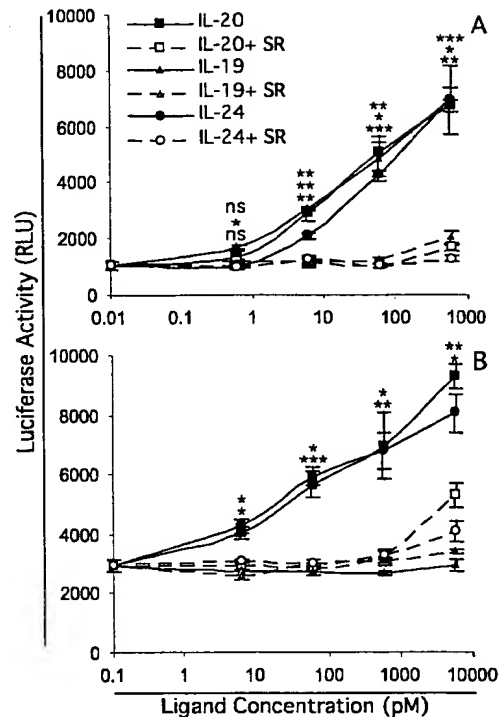 A
IL-20
IL-20+ SR
IL-19
IL-19+ SR
IL-24
IL-24+ SR
10000
8000
6000
4000
2000
0
ns
*
ns
**
**
***
**
*
***
***
*
**
0.01 0.1 1 10 100 1000
B
10000
8000
6000
4000
2000
0
*
*
*
***
*
**
**
*
0.1 1 10 100 1000 10000
Luciferase Activity (RLU)
Ligand Concentration (pM)